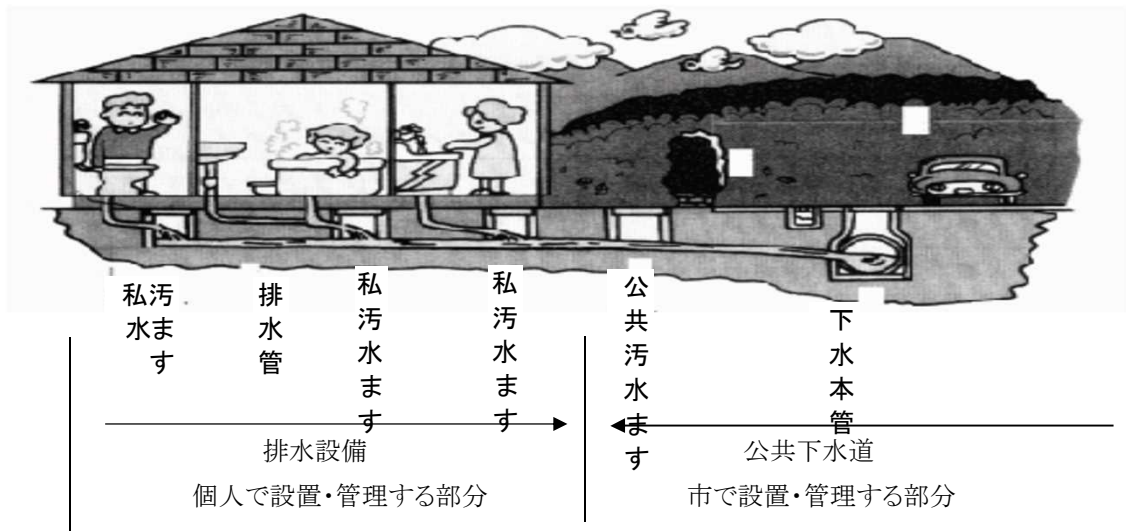 私汚水ます
排水管
私汚水ます
私汚水ます
公共汚水ます
下水本管
排水設備
公共下水道
個人で設置・管理する部分
市で設置・管理する部分